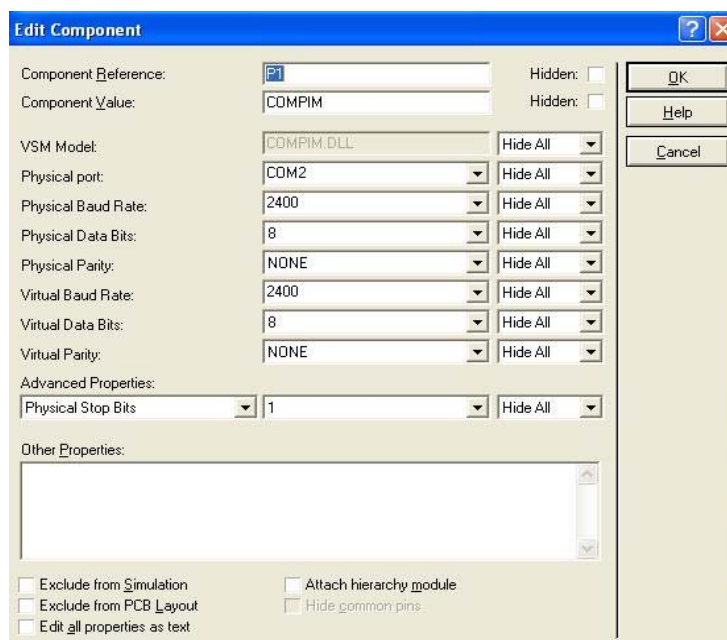 Edit Component
Component Reference: P1 Hidden:
Component Value: COMPIM Hidden:
VSM Model: COMPIM.DLL Hide All
Physical port: COM2 Hide All
Physical Baud Rate: 2400 Hide All
Physical Data Bits: 8 Hide All
Physical Parity: NONE Hide All
Virtual Baud Rate: 2400 Hide All
Virtual Data Bits: 8 Hide All
Virtual Parity: NONE Hide All
Advanced Properties:
Physical Stop Bits 1 Hide All
Other Properties:
Exclude from Simulation Attach hierarchy module
Exclude from PCB Layout Hide common pins
Edit all properties as text
OK
Help
Cancel